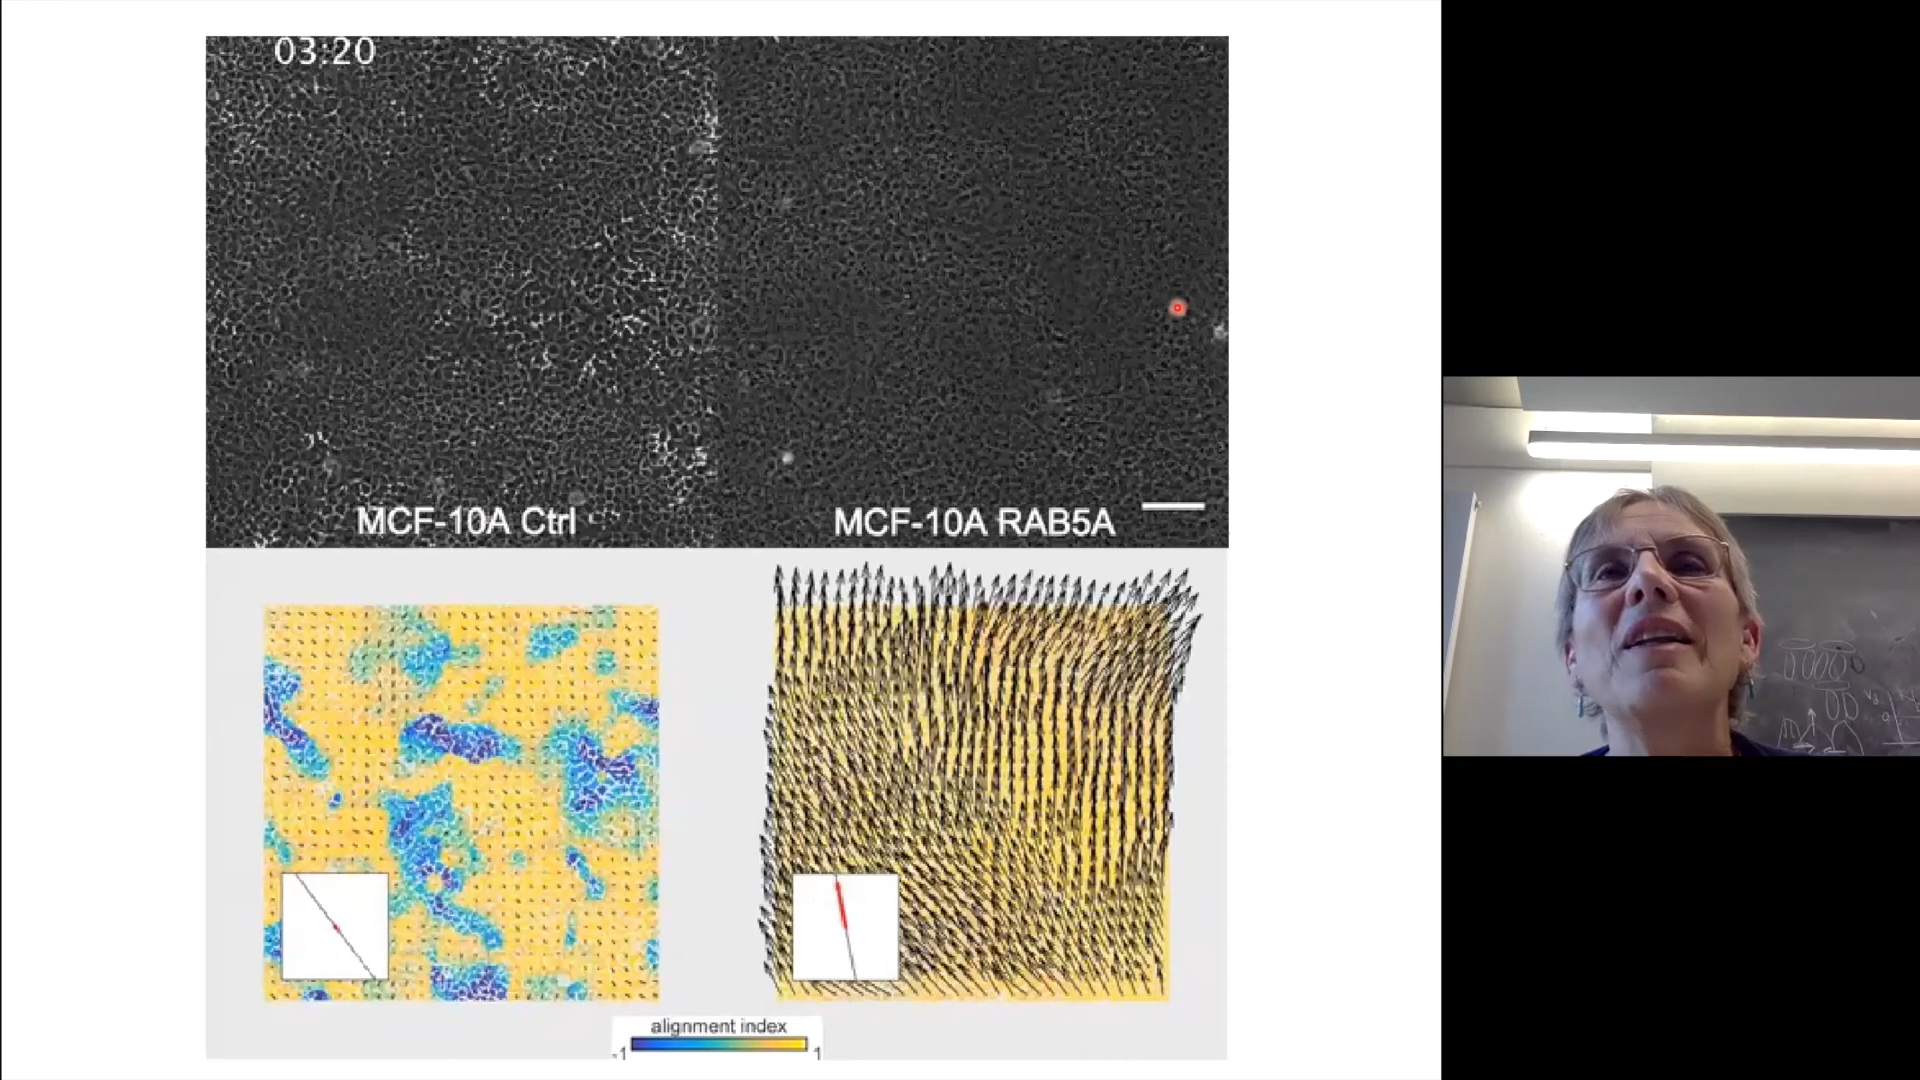 03:20
MCF-10A Ctrl
MCF-10A RAB5A
alignment index
-1
1